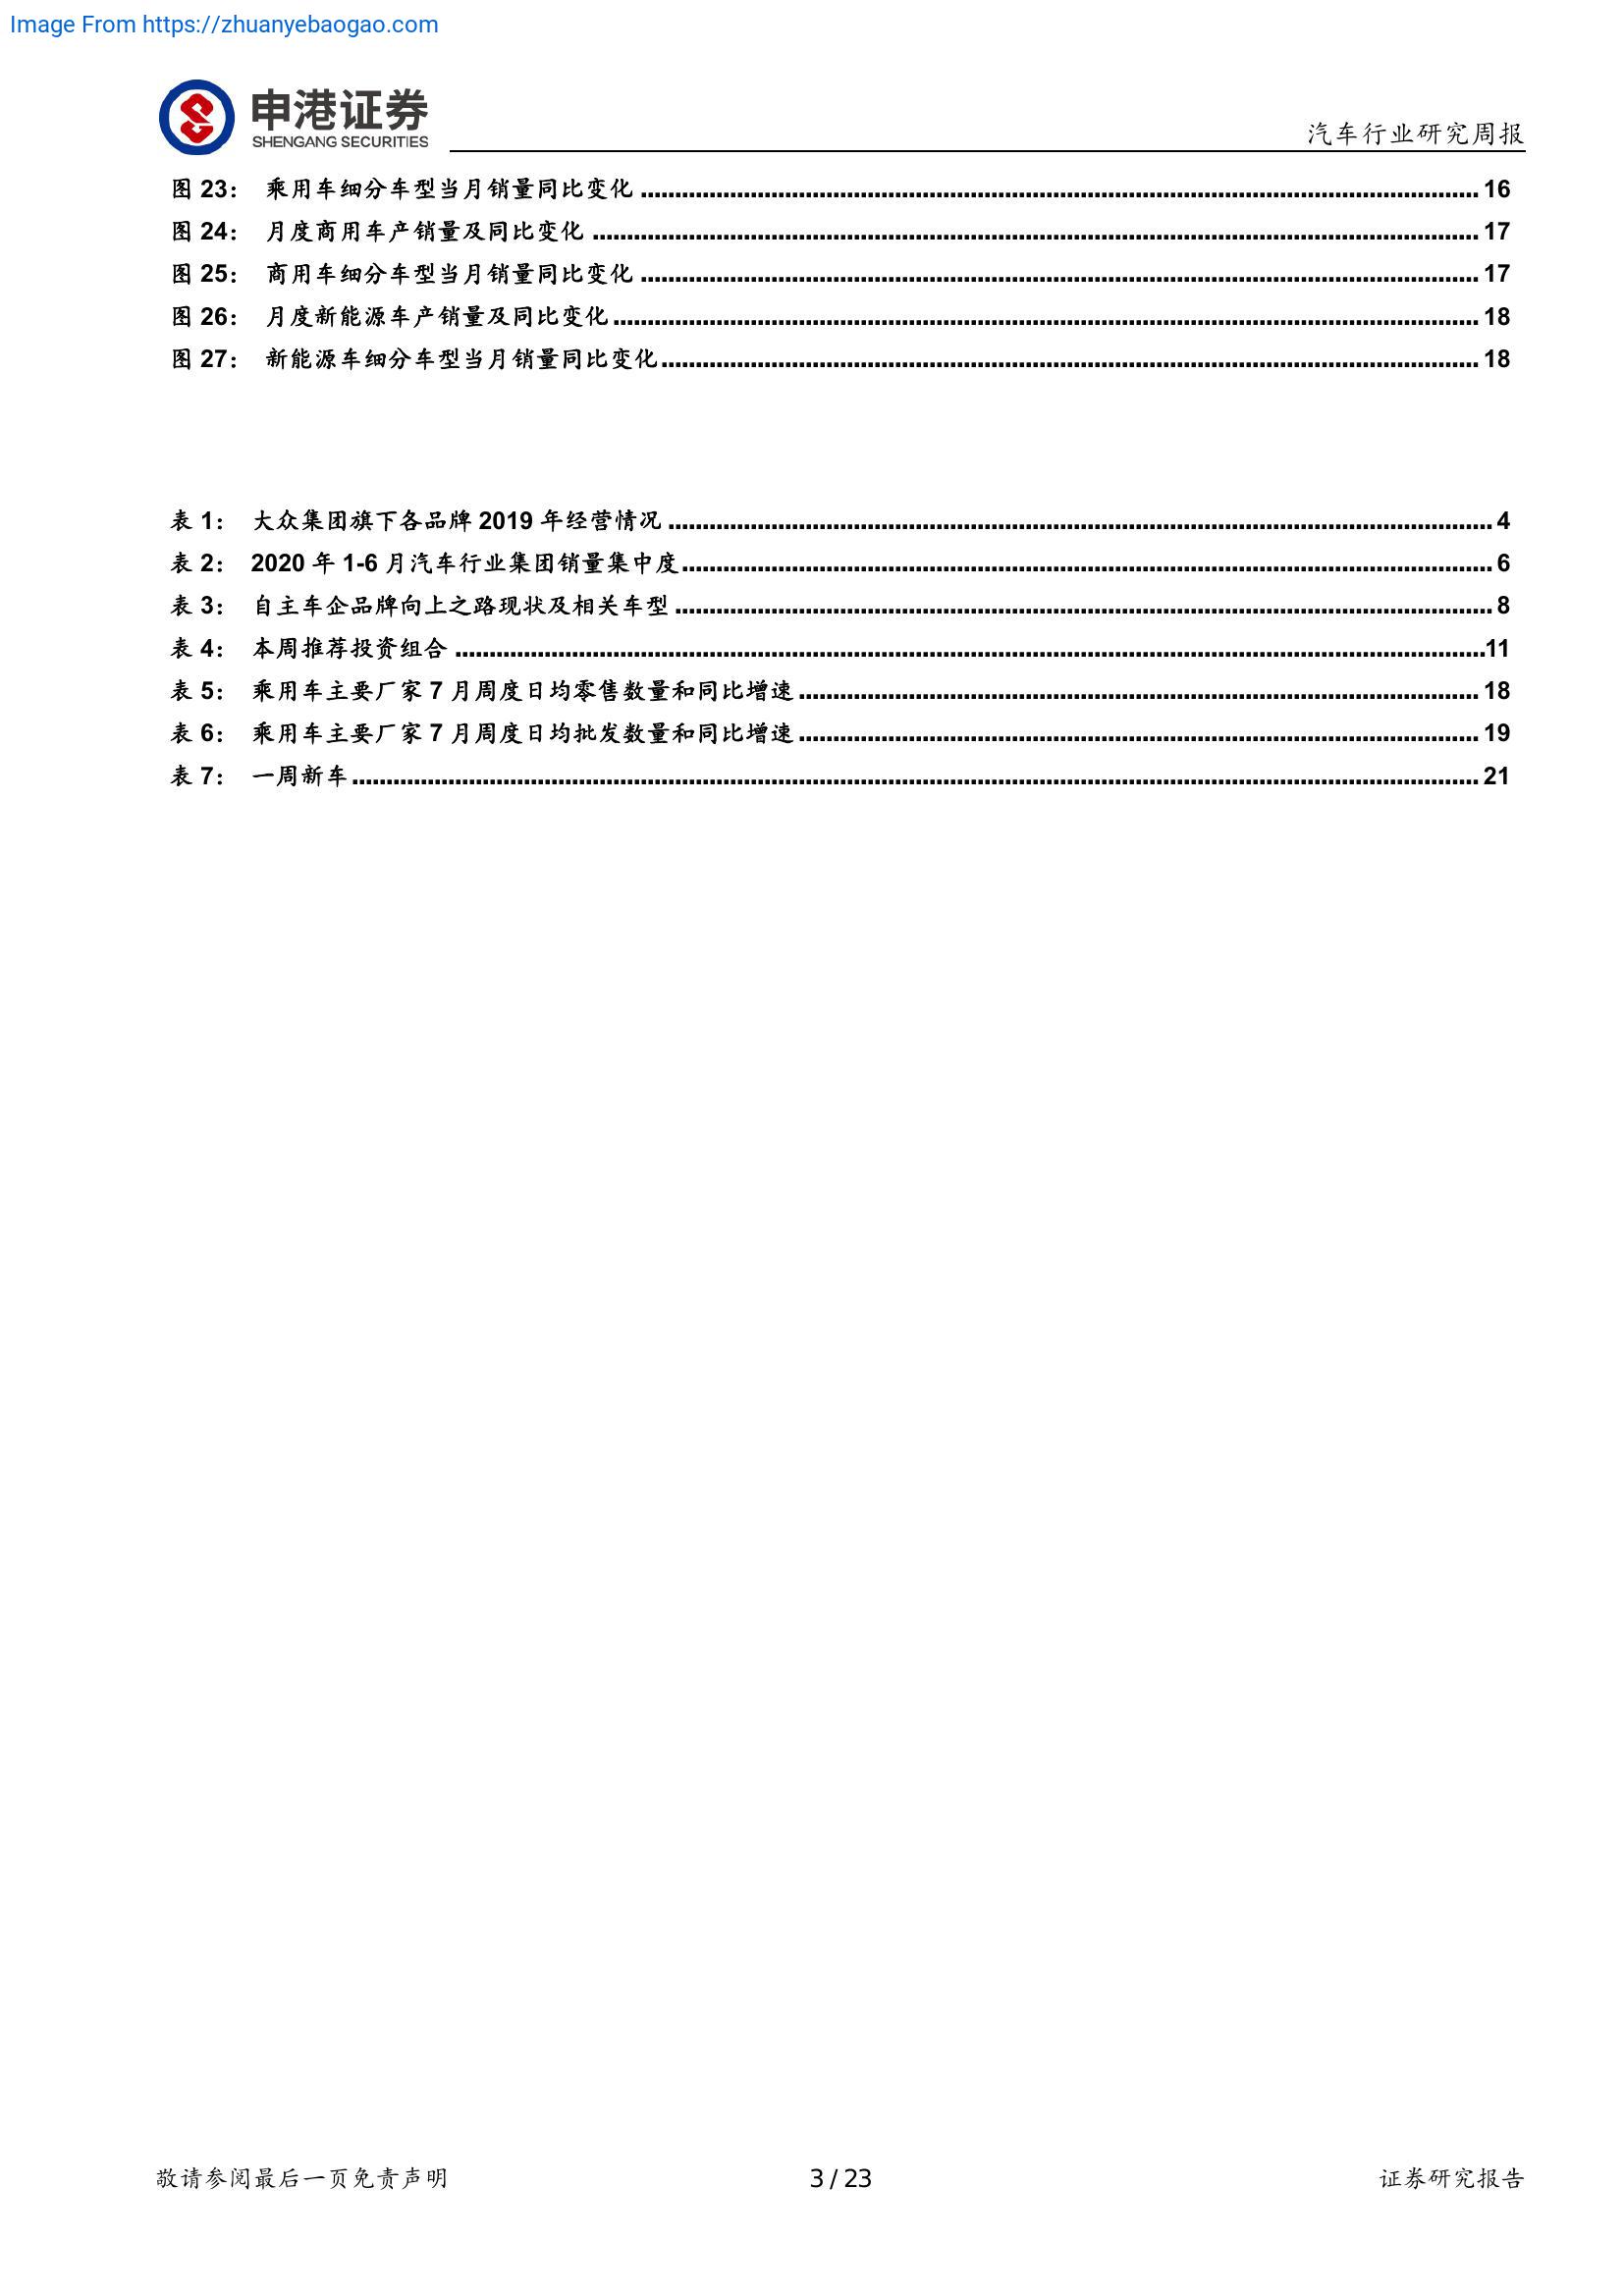 Image From https://zhuanyebaogao.com
申港证券
SHENGANG SECURITIES
汽车行业研究周报
图 23： 乘用车细分车型当月销量同比变化 ........ 16
图 24： 月度商用车产销量及同比变化 ........ 17
图 25： 商用车细分车型当月销量同比变化 ........ 17
图 26： 月度新能源车产销量及同比变化 ........ 18
图 27： 新能源车细分车型当月销量同比变化 ........ 18
表 1： 大众集团旗下各品牌 2019 年经营情况 ........ 4
表 2： 2020 年 1-6 月汽车行业集团销量集中度 ........ 6
表 3： 自主车企品牌向上之路现状及相关车型 ........ 8
表 4： 本周推荐投资组合 ........ 11
表 5： 乘用车主要厂家 7 月周度日均零售数量和同比增速 ........ 18
表 6： 乘用车主要厂家 7 月周度日均批发数量和同比增速 ........ 19
表 7： 一周新车 ........ 21
敬请参阅最后一页免责声明
3 / 23
证券研究报告